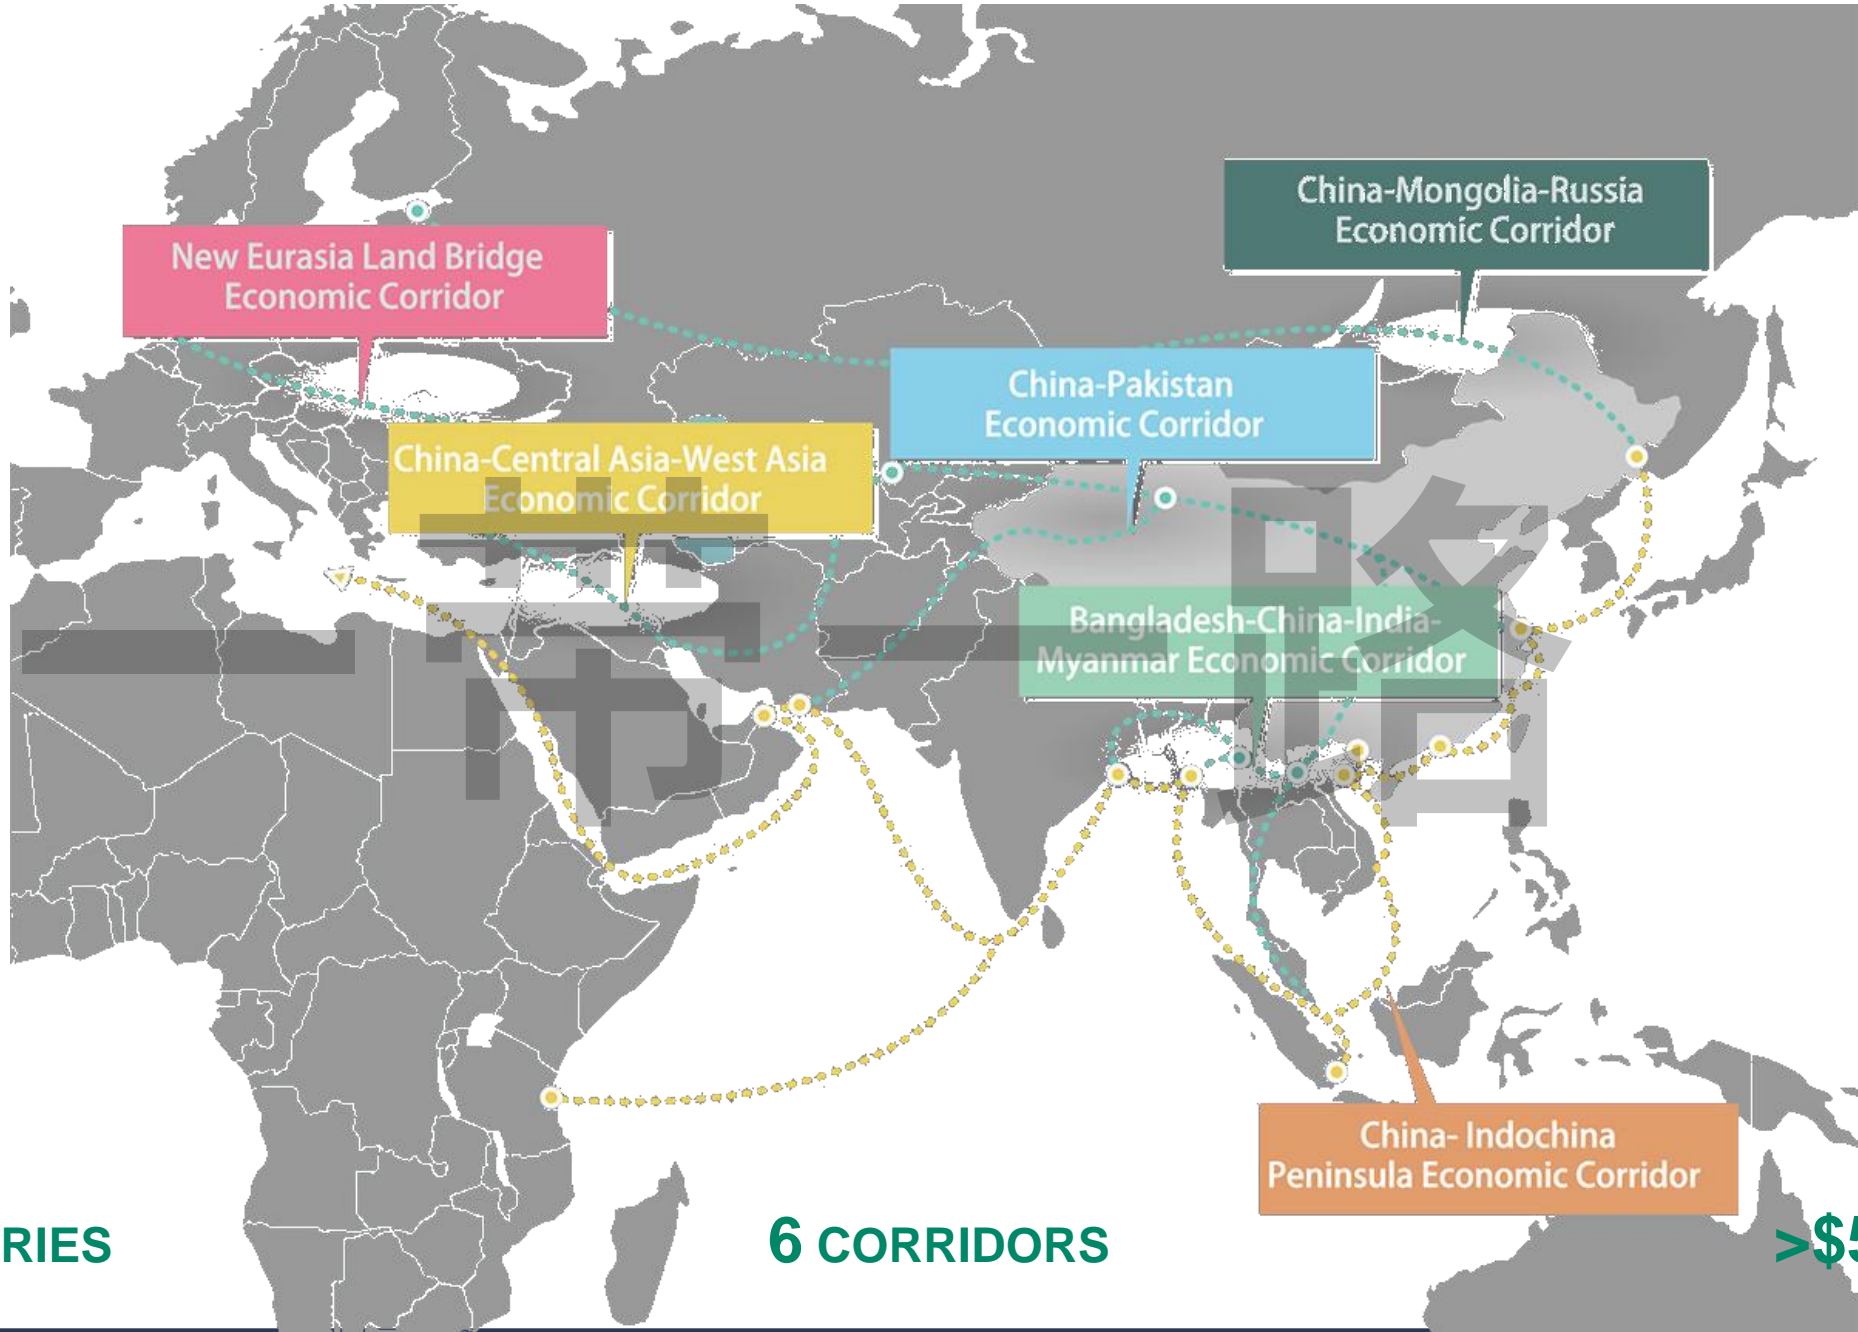 China-Mongolia-Russia
Economic Corridor
New Eurasia Land Bridge
Economic Corridor
China-Pakistan
Economic Corridor
China-Central Asia-West Asia
Economic Corridor
一带一路
Bangladesh-China-India-
Myanmar Economic Corridor
China- Indochina
Peninsula Economic Corridor
RIES
6 CORRIDORS
>$5